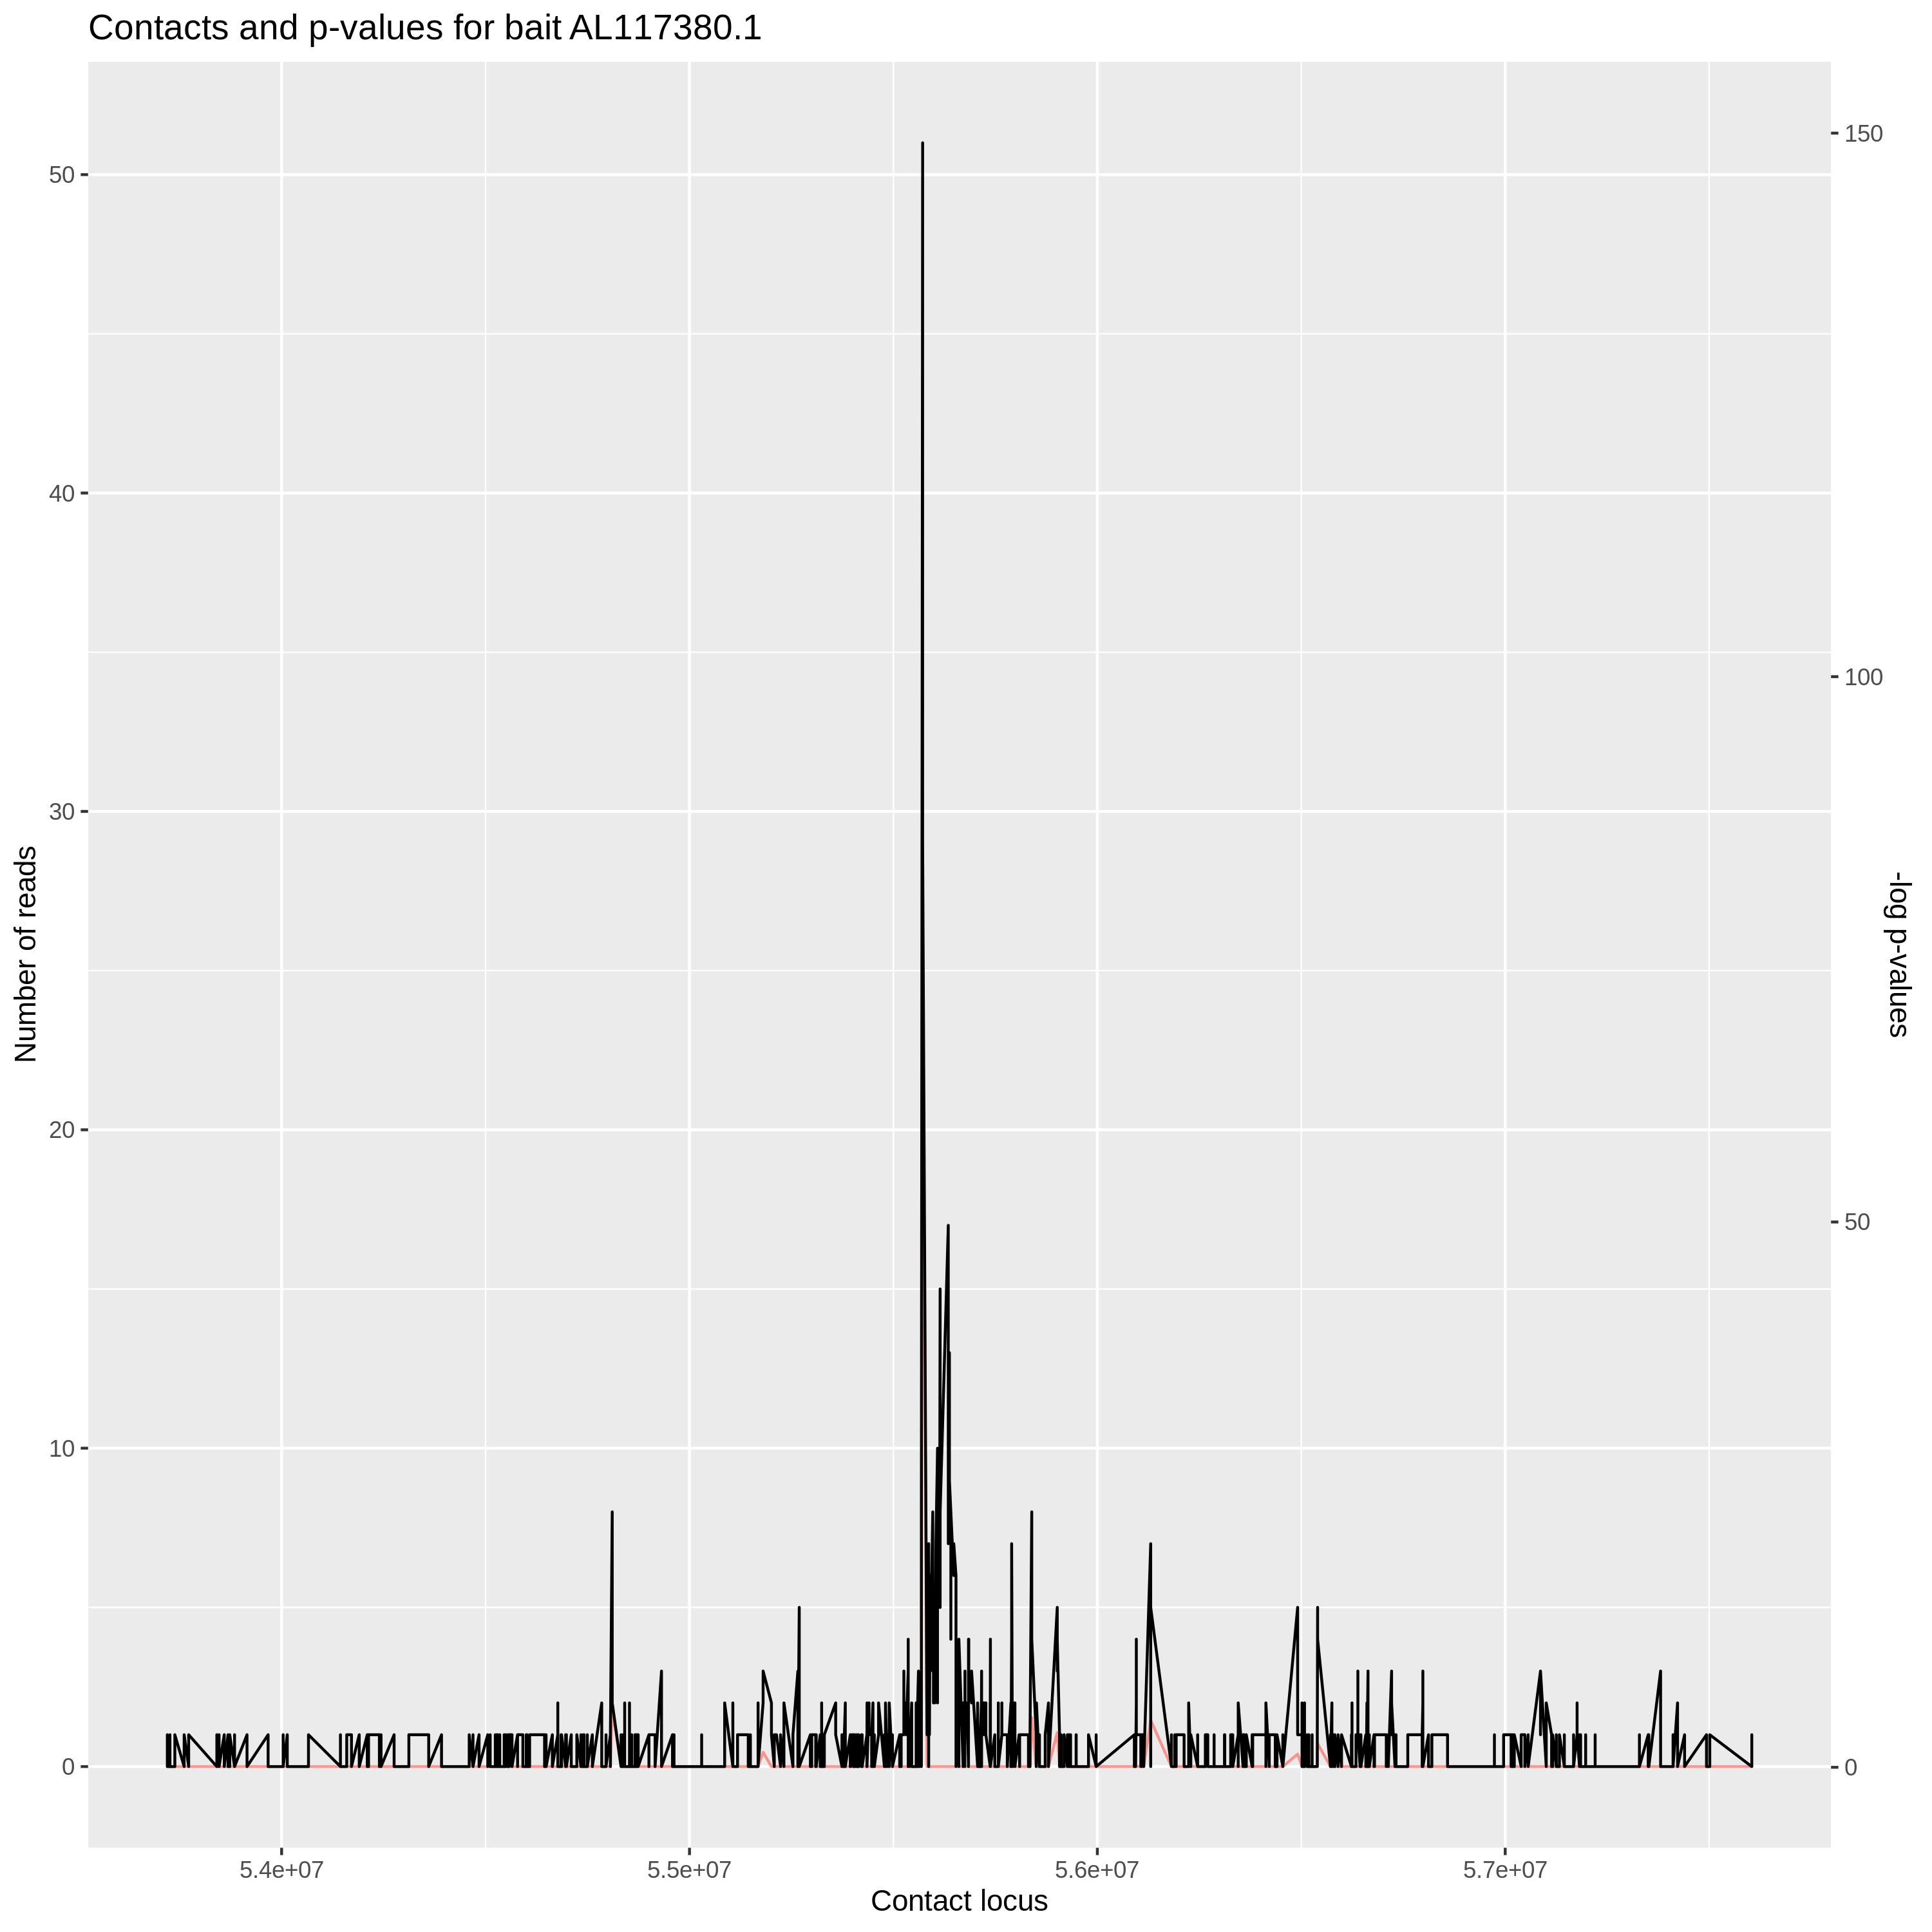 Contacts and p-values for bait AL117380.1
50
40
30
20
10
0
Number of reads
150
100
50
0
-log p-values
5.4e+07
5.5e+07
5.6e+07
5.7e+07
Contact locus